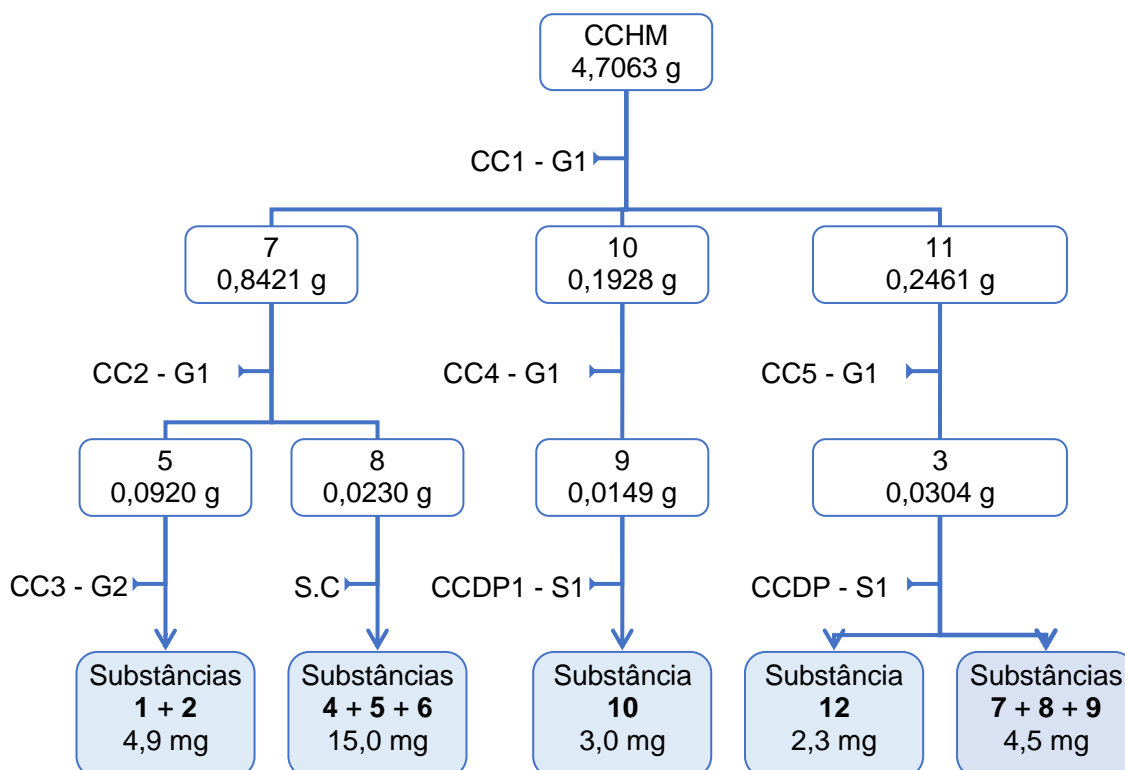 CCHM
4,7063 g
CC1 - G1
7
0,8421 g
10
0,1928 g
11
0,2461 g
CC2 - G1
CC4 - G1
CC5 - G1
5
0,0920 g
8
0,0230 g
9
0,0149 g
3
0,0304 g
CC3 - G2
S.C
CCDP1 - S1
CCDP - S1
Substâncias
1 + 2
4,9 mg
Substâncias
4 + 5 + 6
15,0 mg
Substância
10
3,0 mg
Substância
12
2,3 mg
Substâncias
7 + 8 + 9
4,5 mg